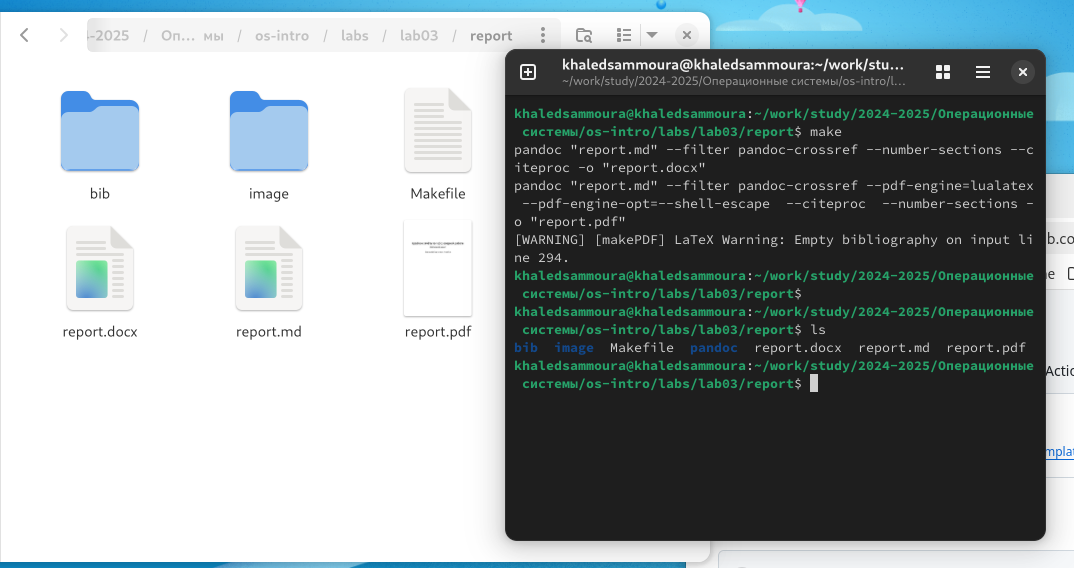 -2025 / Оп... мы / os-intro / labs / lab03 / report
bib
image
Makefile
report.docx
report.md
report.pdf
khaledsammoura@khaledsammoura:~/work/stu...
~/work/study/2024-2025/Операционные системы/os-intro/l...
khaledsammoura@khaledsammoura:~/work/study/2024-2025/Операционные
системы/os-intro/labs/lab03/report$ make
pandoc "report.md" --filter pandoc-crossref --number-sections --c
iteproc -o "report.docx"
pandoc "report.md" --filter pandoc-crossref --pdf-engine=lualatex
--pdf-engine-opt=--shell-escape  --citeproc  --number-sections -
o "report.pdf"
[WARNING] [makePDF] LaTeX Warning: Empty bibliography on input li
ne 294.
khaledsammoura@khaledsammoura:~/work/study/2024-2025/Операционные
системы/os-intro/labs/lab03/report$
khaledsammoura@khaledsammoura:~/work/study/2024-2025/Операционные
системы/os-intro/labs/lab03/report$ ls
bib  image  Makefile  pandoc  report.docx  report.md  report.pdf
khaledsammoura@khaledsammoura:~/work/study/2024-2025/Операционные
системы/os-intro/labs/lab03/report$
b.co
ne
Actio
mplat